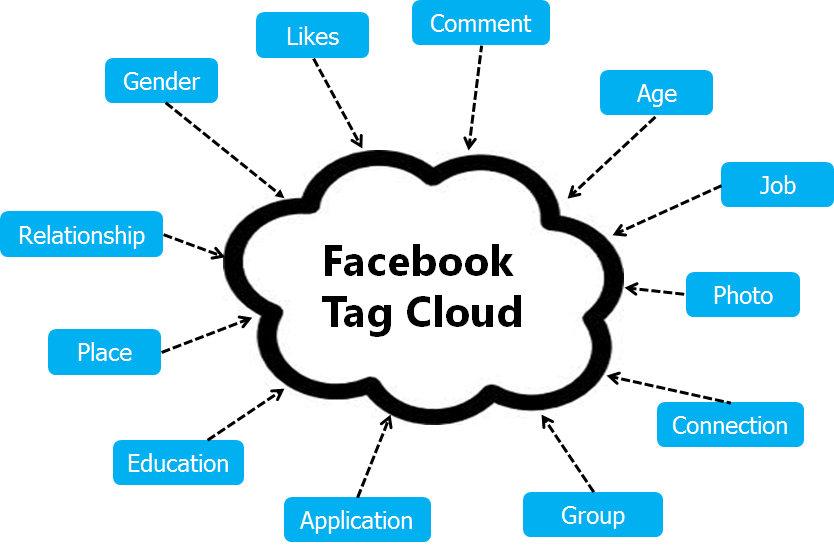 Comment
Likes
Gender
Age
Job
Relationship
Facebook
Tag Cloud
Photo
Place
Connection
Education
Application
Group